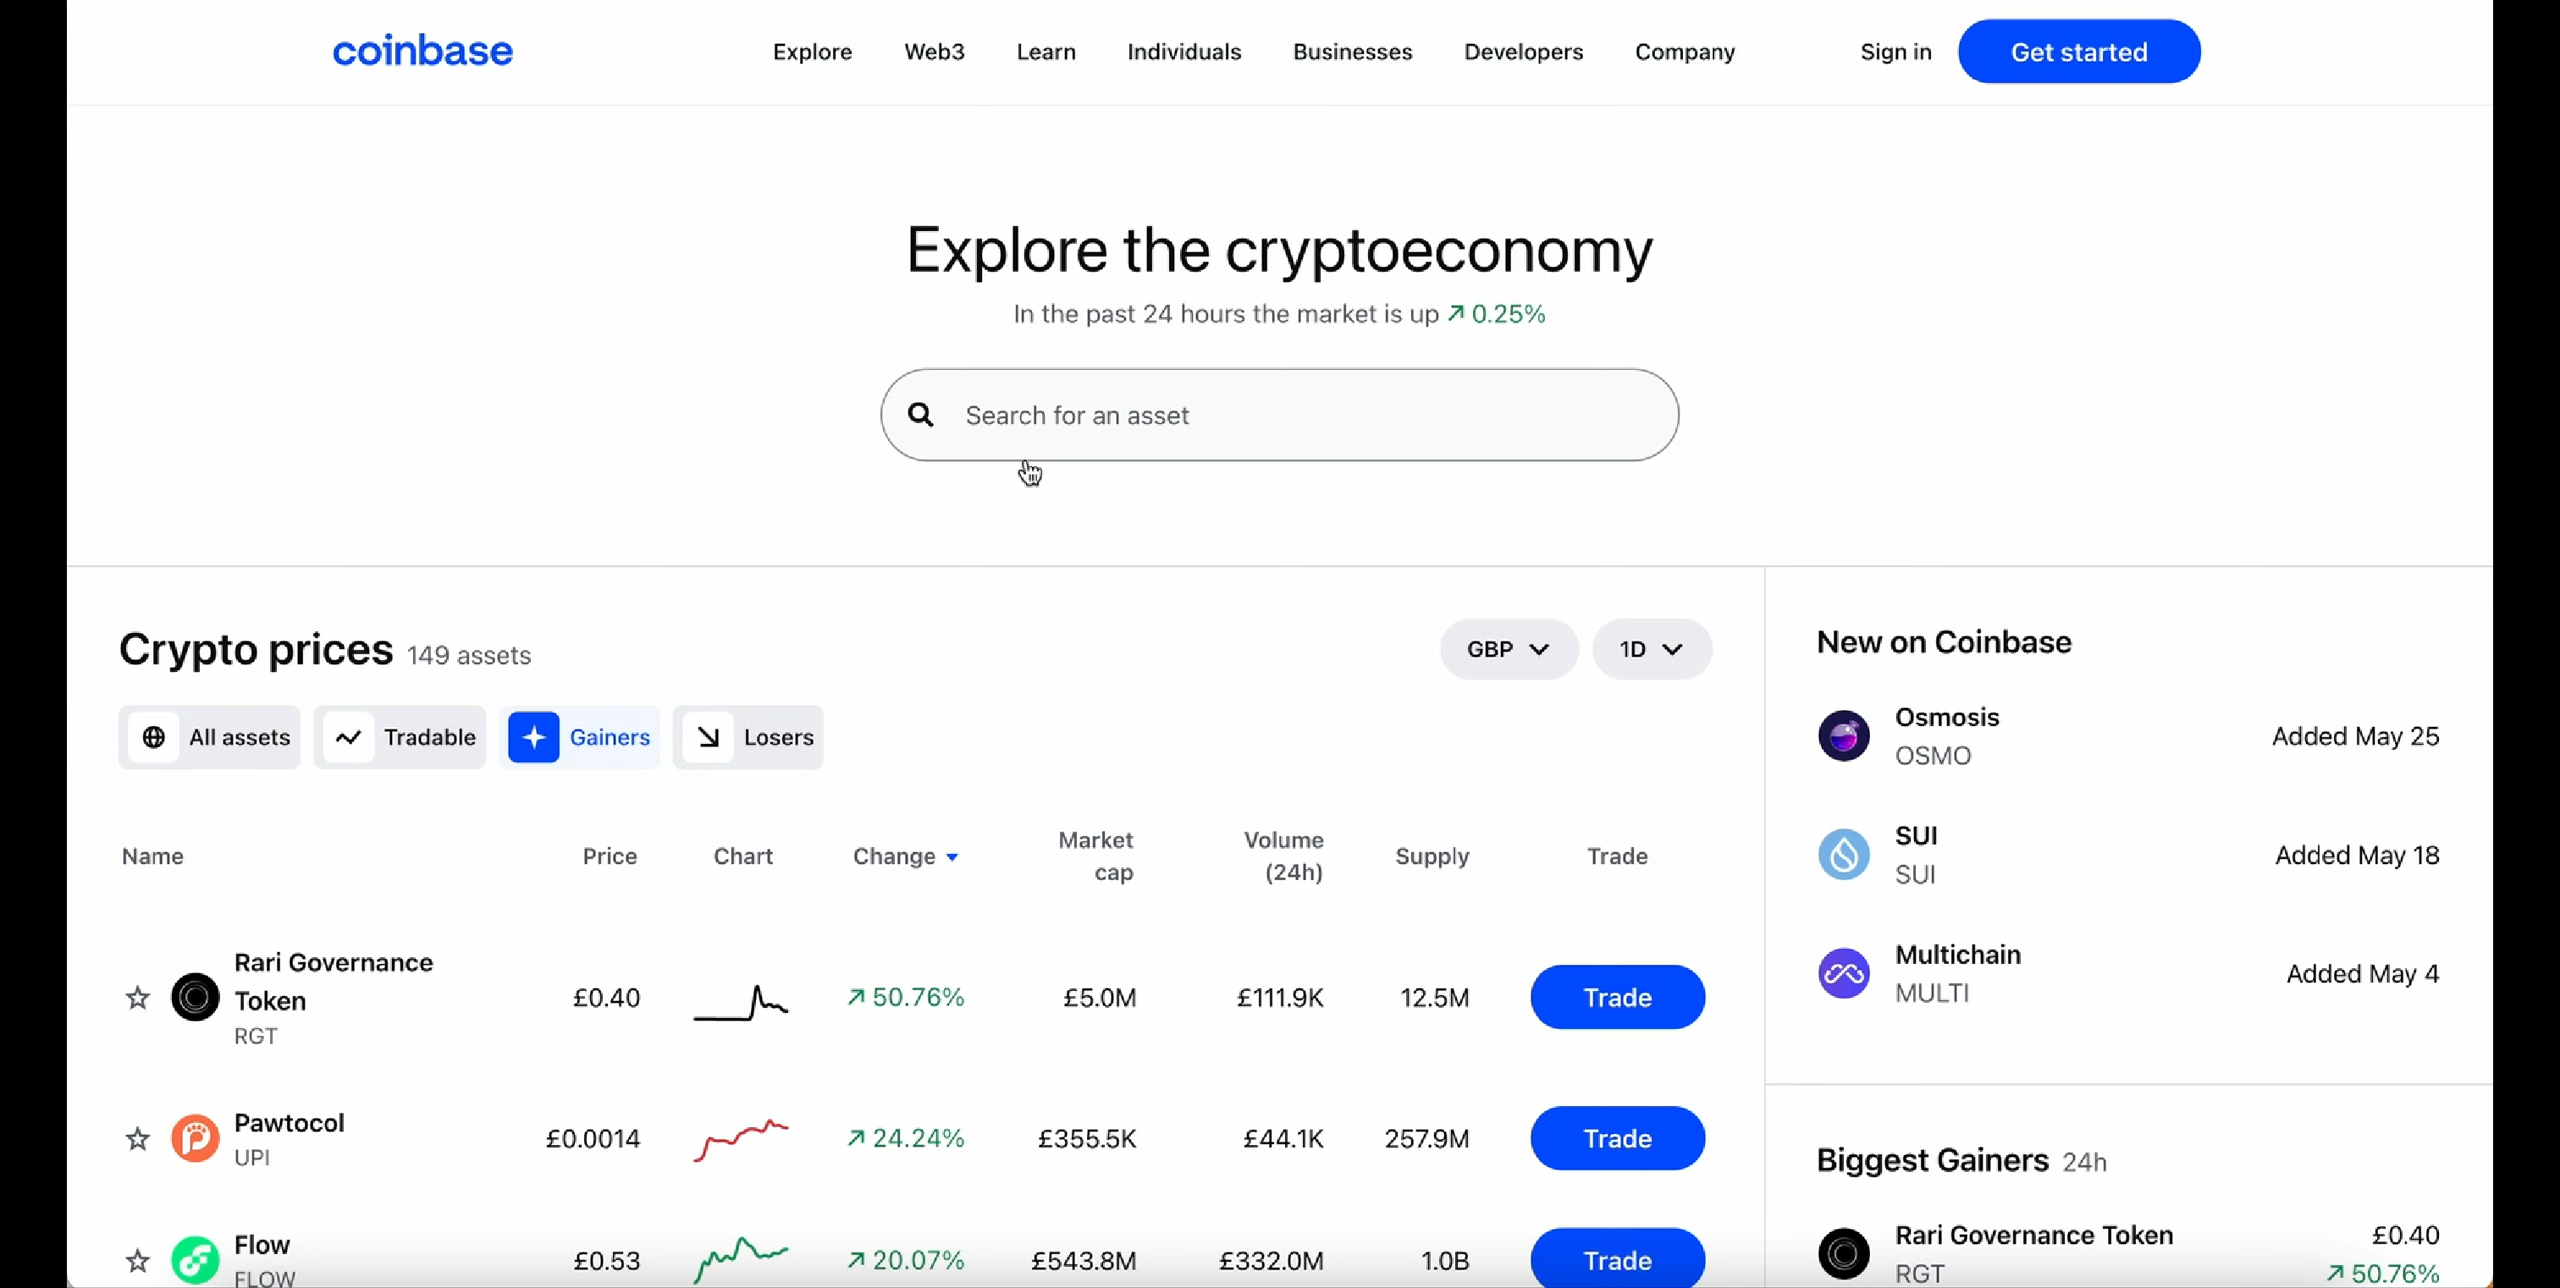 coinbase
Explore Web3 Learn Individuals Businesses Developers Company Sign in Get started
Explore the cryptoeconomy
In the past 24 hours the market is up ↗ 0.25%
Search for an asset
Crypto prices 149 assets
GBP 1D
All assets Tradable Gainers Losers
Name Price Chart Change Market cap Volume (24h) Supply Trade
Rari Governance
Token
RGT
£0.40 ↗ 50.76% £5.0M £111.9K 12.5M Trade
Pawtocol
UPI
£0.0014 ↗ 24.24% £355.5K £44.1K 257.9M Trade
Flow
FLOW
£0.53 ↗ 20.07% £543.8M £332.0M 1.0B Trade
New on Coinbase
Osmosis
OSMO
Added May 25
SUI
SUI
Added May 18
Multichain
MULTI
Added May 4
Biggest Gainers 24h
Rari Governance Token £0.40
RGT ↗ 50.76%